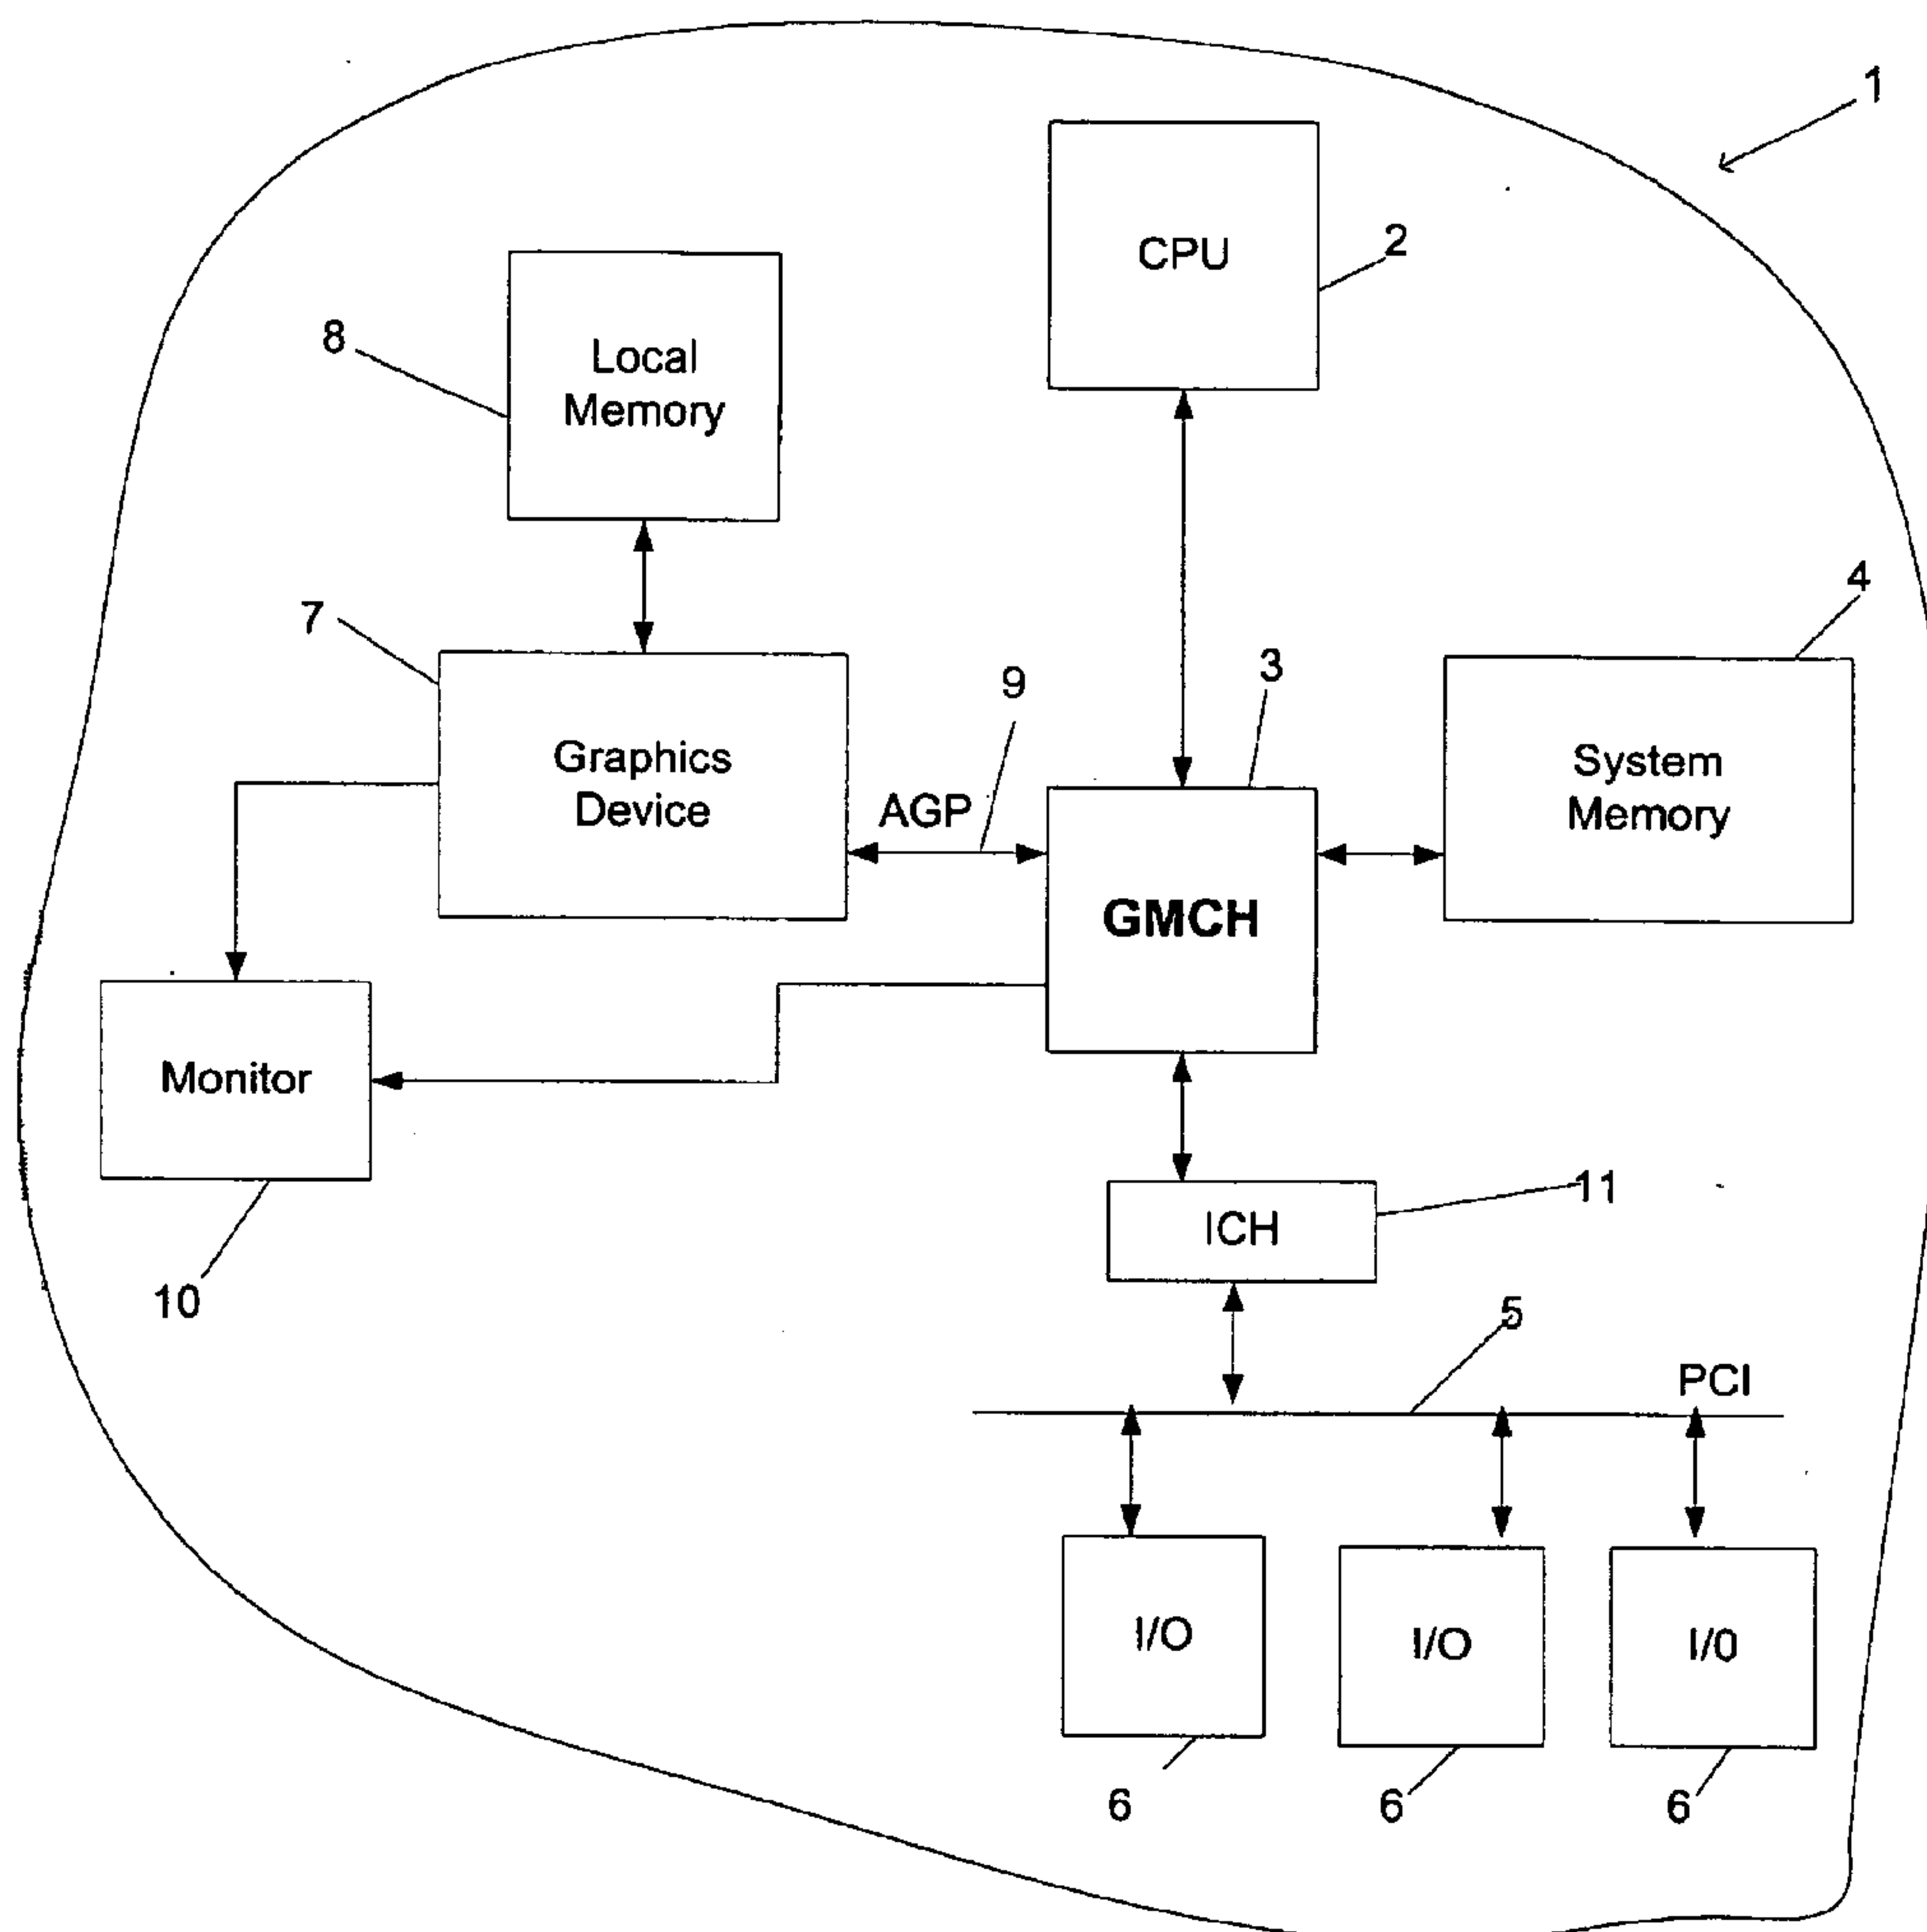 1
CPU
2
8
Local
Memory
4
7
3
9
Graphics
Device
System
Memory
AGP
GMCH
Monitor
11
ICH
10
5
PCI
I/O
I/O
I/0
6
6
6